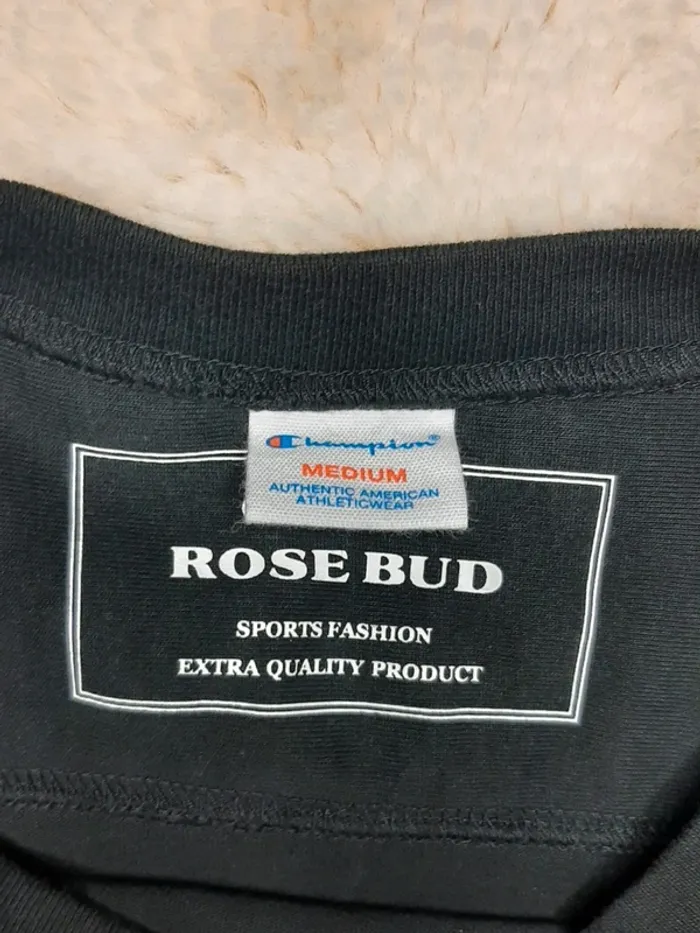 Champion®
MEDIUM
AUTHENTIC AMERICAN
ATHLETICWEAR
ROSE BUD
SPORTS FASHION
EXTRA QUALITY PRODUCT